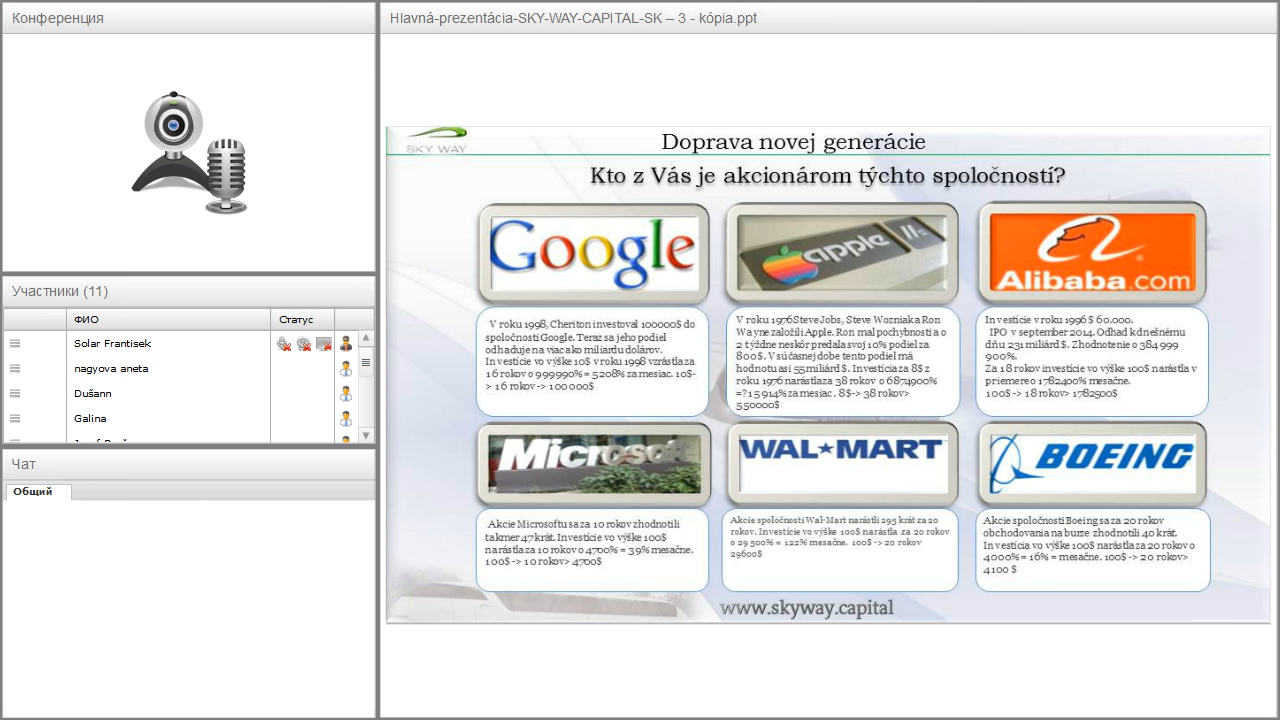 Конференция
Hlavná-prezentácia-SKY-WAY-CAPITAL-SK – 3 - kópia.ppt
Участники (11)
ФИО
Статус
Solar Frantisek
nagyova aneta
Dušann
Galina
Чат
Общий
SKY WAY
Doprava novej generácie
Kto z Vás je akcionárom týchto spoločností?
Google
apple //s
Alibaba.com
V roku 1998, Cheriton investoval 100000$ do
spoločnosti Google. Teraz sa jeho podiel
odhaduje na viac ako miliardu dolárov.
Investície vo výške 10$ v roku 1998 vzrástla za
16 rokov o 999990% = 5208% za mesiac. 10$-
> 16 rokov -> 100000$
V roku 1976 Steve Jobs, Steve Wozniak a Ron
Wayne založili Apple. Ron mal pochybností a o
2 týždne neskôr predala svoj 10% podiel za
800$. V súčasnej dobe tento podiel má
hodnotu asi 55 miliárd $. Investícia za 8$ z
roku 1976 narástla za 38 rokov o 6874900%
=?15 914% za mesiac . 8$-> 38 rokov>
550000$
Investície v roku 1996 $ 60.000.
IPO v september 2014. Odhad k dnešnému
dňu 231 miliárd $. Zhodnotenie o 384 999
900%.
Za 18 rokov investície vo výške 100$ narástla v
priemere o 1782400% mesačne.
100$ -> 18 rokov> 1782500$
Microsoft
WAL★MART
BOEING
Akcie Microsoftu sa za 10 rokov zhodnotili
takmer 47 krát. Investície vo výške 100$
narástla za 10 rokov o 4700% = 39% mesačne.
100$ -> 10 rokov> 4700$
Akcie spoločnosti Wal-Mart narástli 295 krát za 20
rokov. Investície vo výške 100$ narástla za 20 rokov
o 29 500% = 122% mesačne. 100$ -> 20 rokov
29600$
Akcie spoločnosti Boeing sa za 20 rokov
obchodovania na burze zhodnotili 40 krát.
Investícia vo výške 100$ narástla za 20 rokov o
4000% = 16% = mesačne. 100$ -> 20 rokov>
4100 $
www.skyway.capital